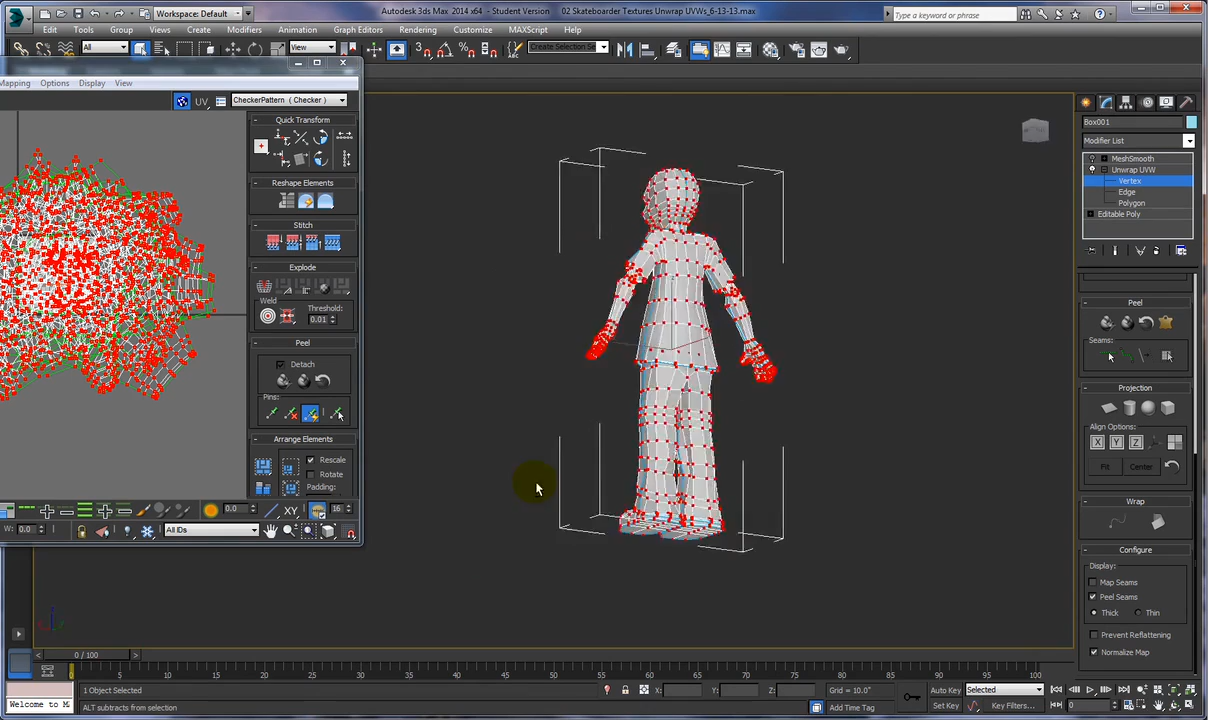 Workspace: Default
Autodesk 3ds Max 2014 - Student Version 02 Skateboarder Textures Unwrap UVWs_6-13-13.max
Type a keyword or phrase
Edit Tools Group Views Create Modifiers Animation Graph Editors Rendering Customize MAXScript Help
All View Create Selection Se
Mapping Options Display View
UV CheckerPattern ( Checker )
Quick Transform
Reshape Elements
Stitch
Explode
Weld Threshold:
0.01
Peel
Detach
Pins:
Arrange Elements
Rescale
Rotate
Padding:
0.0 XY 16
W: 0.0 All IDs
Box001
Modifier List
MeshSmooth
Unwrap UVW
Vertex
Edge
Polygon
Editable Poly
Peel
Seams:
Projection
Align Options:
X Y Z
Fit Center
Wrap
Configure
Display:
Map Seams
Peel Seams
Thick Thin
Prevent Reflattening
Normalize Map
0 / 100
0 5 10 15 20 25 30 35 40 45 50 55 60 65 70 75 80 85 90 95 100
1 Object Selected X: Y: Z: Grid = 10.0" Auto Key Selected
Welcome to M ALT subtracts from selection Add Time Tag Set Key Key Filters... 0